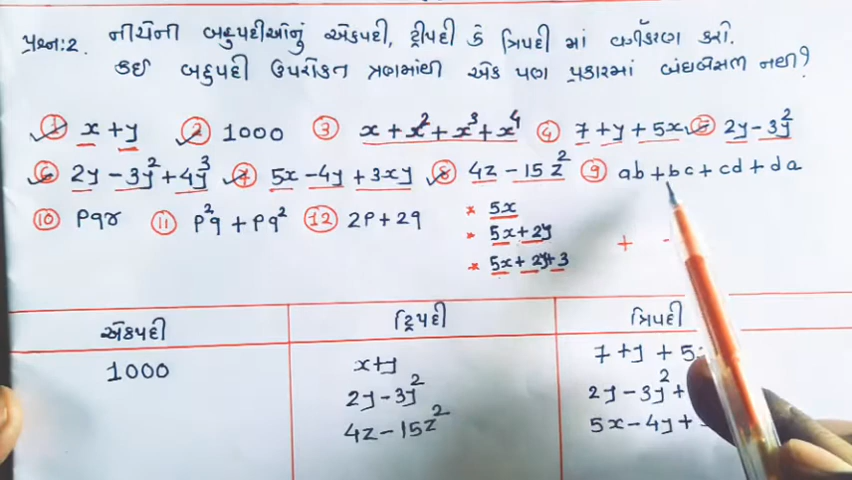 પ્રશ્ન:2. નીચેની બહુપદીઓનું એકપદી, દ્વીપદી કે ત્રિપદી માં વર્ગીકરણ કરો.
કઈ બહુપદી ઉપરોક્ત ત્રણમાંથી એક પણ પ્રકારમાં બંધબેસતી નથી?
① x + y ② 1000 ③ x + x² + x³ + x⁴ ④ 7 + y + 5x ⑤ 2y - 3y²
⑥ 2y - 3y² + 4y³ ⑦ 5x - 4y + 3xy ⑧ 4z - 15z² ⑨ ab + bc + cd + da
⑩ pqr ⑪ p²q + pq² ⑫ 2p + 2q
* 5x
* 5x + 2y + -
* 5x + 2y + 3
એકપદી દ્વિપદી ત્રિપદી
1000 x+y 7 + y + 5
2y - 3y² 2y - 3y² +
4z - 15z² 5x - 4y +